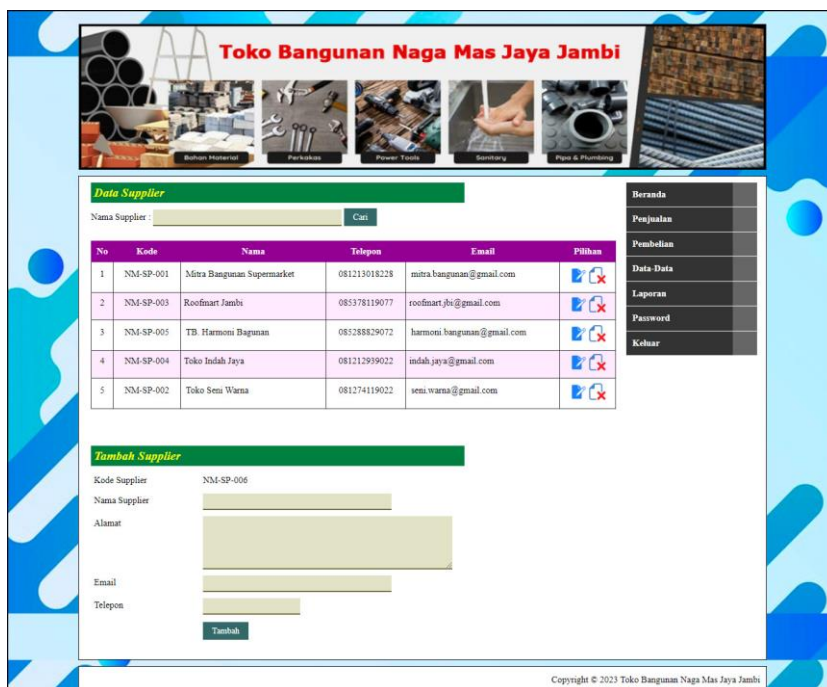 Toko Bangunan Naga Mas Jaya Jambi
Bahan Material Perkakas Power Tools Sanitary Pipa & Plumbing
Data Supplier
Nama Supplier : Cari
No Kode Nama Telepon Email Pilihan
1 NM-SP-001 Mitra Bangunan Supermarket 081213018228 mitra.bangunan@gmail.com
2 NM-SP-003 Roofmart Jambi 085378119077 roofmart.jbi@gmail.com
3 NM-SP-005 TB. Harmoni Bagunan 085288829072 harmoni.bangunan@gmail.com
4 NM-SP-004 Toko Indah Jaya 081212939022 indah.jaya@gmail.com
5 NM-SP-002 Toko Seni Warna 081274119022 seni.warna@gmail.com
Beranda
Penjualan
Pembelian
Data-Data
Laporan
Password
Keluar
Tambah Supplier
Kode Supplier NM-SP-006
Nama Supplier
Alamat
Email
Telepon
Tambah
Copyright © 2023 Toko Bangunan Naga Mas Jaya Jambi